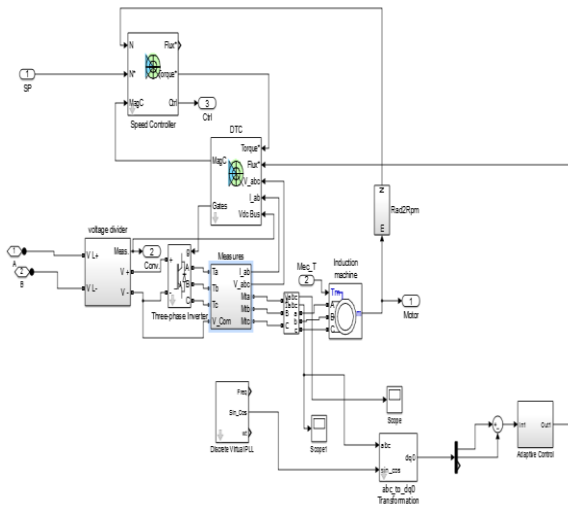 N
Flux*
N*
Torque*
1
SP
MagC
Ctrl
3
Ctrl
Speed Controller
DTC
Torque*
MagC
Flux*
V_abc
I_ab
Gates
Vdc Bus
N
Rad2Rpm
E
voltage divider
1
A
V L+
Meas.
2
Conv.
2
B
V L-
V +
V -
g
+
-
A
B
C
Three-phase Inverter
Measures
Ta
Tb
Tc
V_Com
I_ab
V_abc
Mta
Mtb
Mtc
Mec_T
2
Induction
machine
Tm
A
B
C
m
1
Motor
A
B
C
Vabc
Iabc
a
b
c
Freq
Sin_Cos
wt
Discrete Virtual PLL
Scope
Scope1
abc
sin_cos
dq0
abc_to_dq0
Transformation
In1
Out1
Adaptive Control